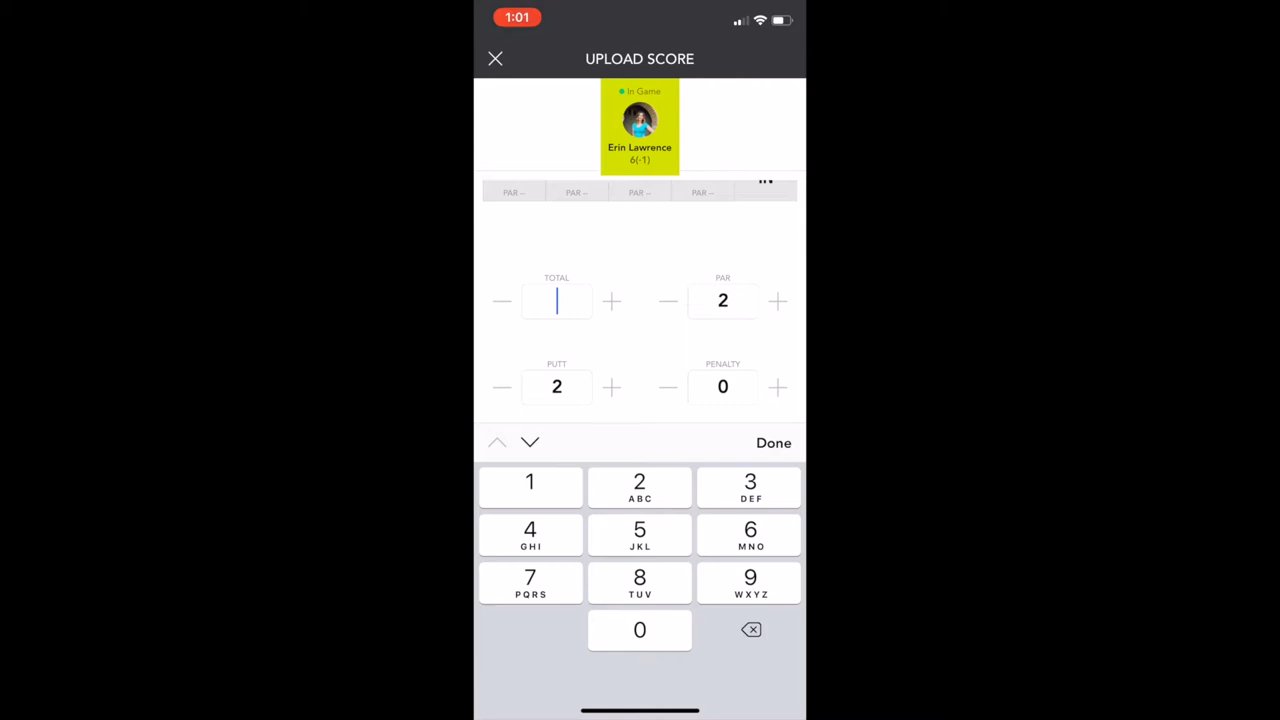 1:01
UPLOAD SCORE
In Game
Erin Lawrence
6(-1)
PAR -- PAR -- PAR -- PAR --
TOTAL PAR
2
PUTT PENALTY
2 0
Done
1 2 3
ABC DEF
4 5 6
GHI JKL MNO
7 8 9
PQRS TUV WXYZ
0